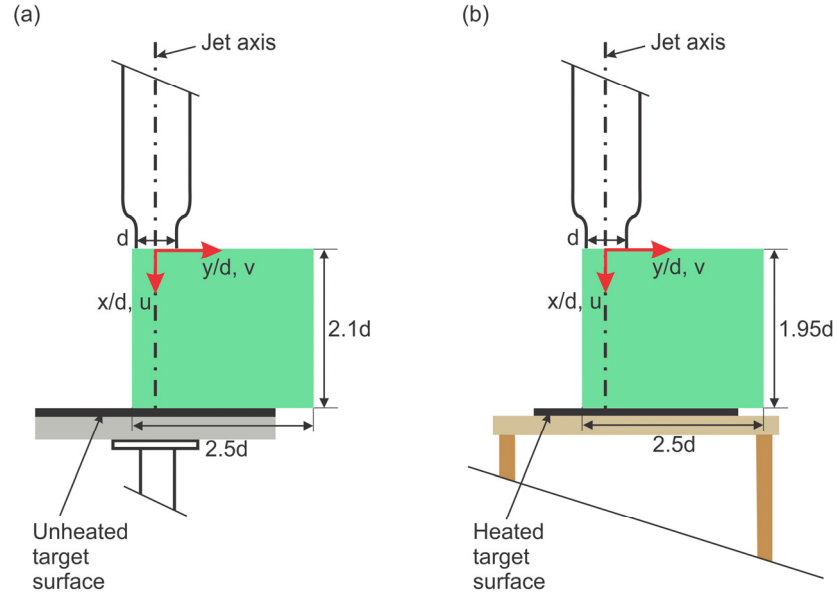 (a)
Jet axis
d
y/d, v
x/d, u
2.1d
2.5d
Unheated
target
surface
(b)
Jet axis
d
y/d, v
x/d, u
1.95d
2.5d
Heated
target
surface